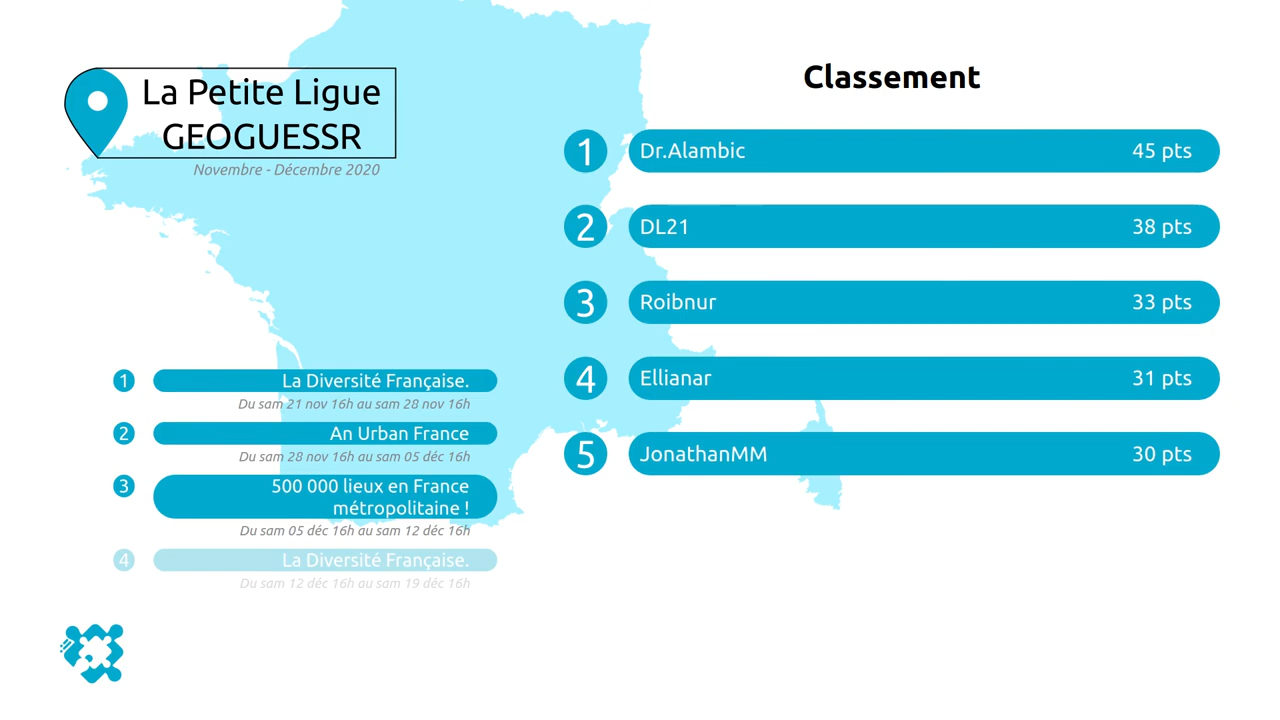 La Petite Ligue
GEOGUESSR
Novembre - Décembre 2020
1 La Diversité Française.
Du sam 21 nov 16h au sam 28 nov 16h
2 An Urban France
Du sam 28 nov 16h au sam 05 déc 16h
3 500 000 lieux en France
métropolitaine !
Du sam 05 déc 16h au sam 12 déc 16h
4 La Diversité Française.
Du sam 12 déc 16h au sam 19 déc 16h
Classement
1 Dr.Alambic 45 pts
2 DL21 38 pts
3 Roibnur 33 pts
4 Ellianar 31 pts
5 JonathanMM 30 pts